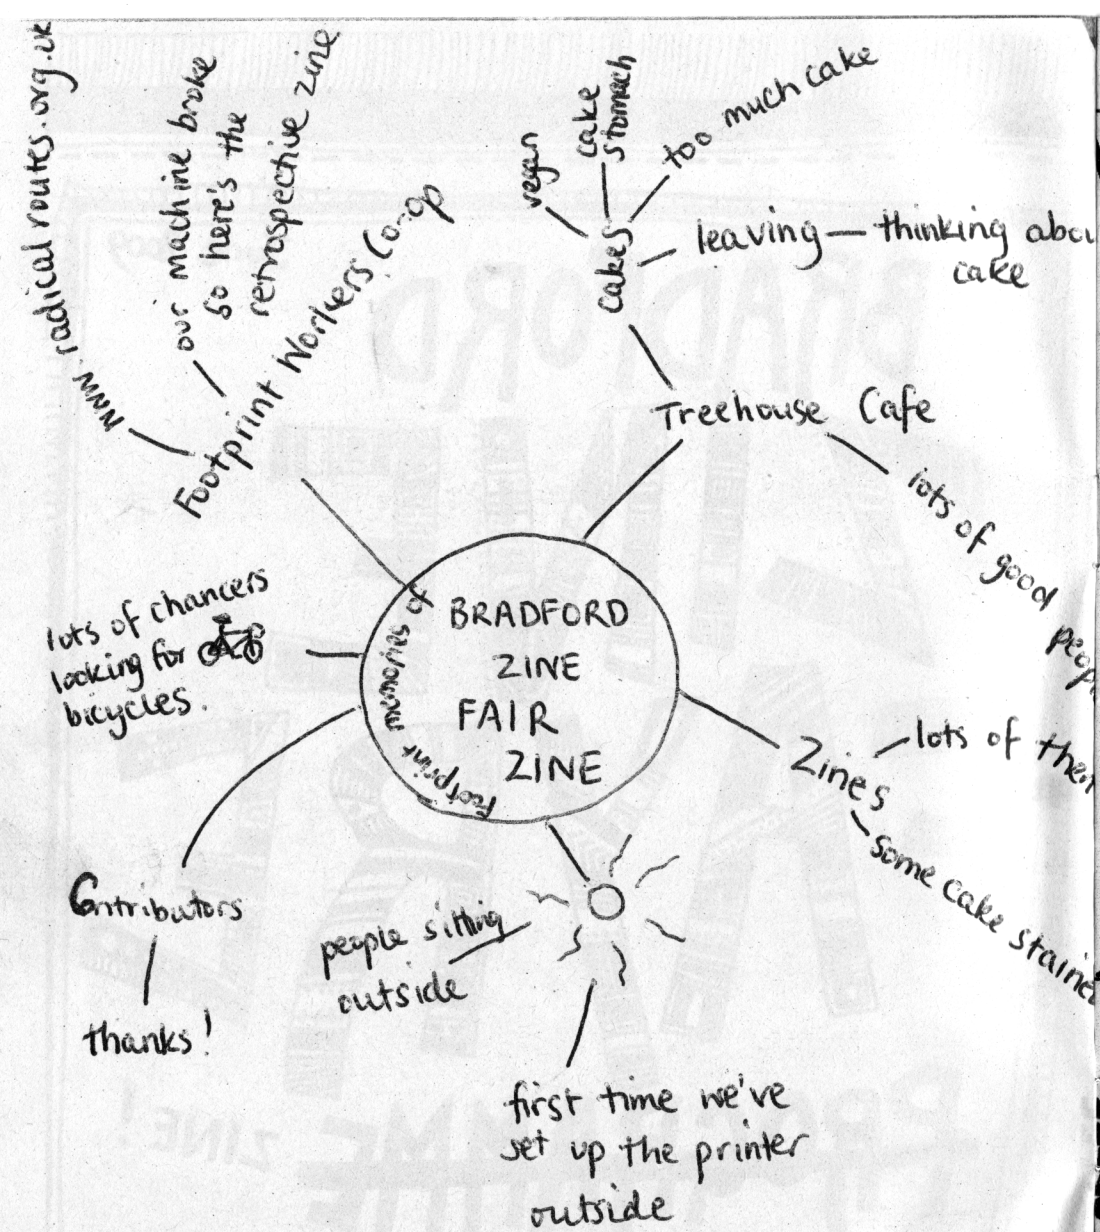 www.radicalroutes.org.uk
our machine broke
so here's the
retrospective zine
Footprint Workers Co-op
vegan
cake
stomach
too much cake
cakes
leaving — thinking abou
cake
Treehouse Cafe
lots of good peop
lots of chancers
looking for
bicycles.
Footprint memories of
BRADFORD
ZINE
FAIR
ZINE
Zines
lots of them
some cake staine
Contributors
thanks!
people sitting
outside
first time we've
set up the printer
outside